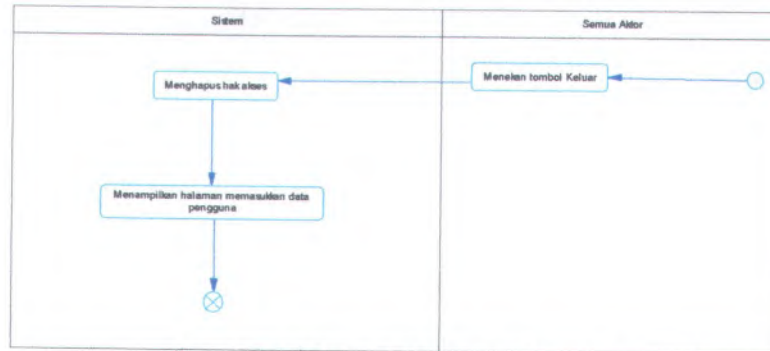 Sistem
Semua Aktor
Menekan tombol Keluar
Menghapus hak akses
Menampilkan halaman memasukkan data
pengguna